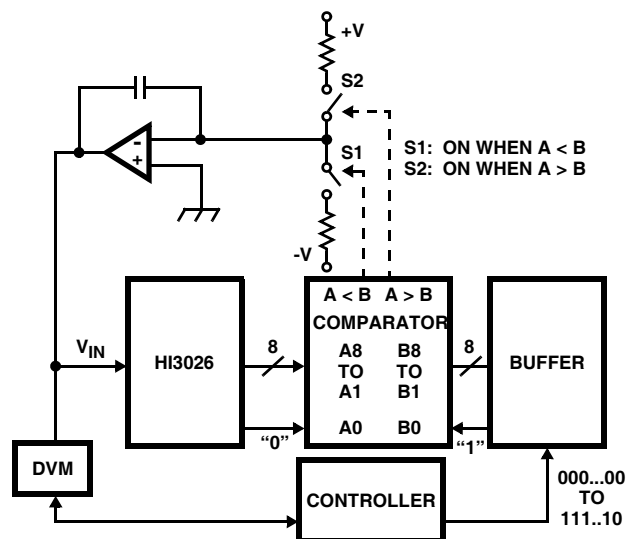 +V
S2
-
+
S1
S1: ON WHEN A < B
S2: ON WHEN A > B
-V
A < B A > B
COMPARATOR
V_IN
HI3026
8
A8 B8
TO TO
A1 B1
8
BUFFER
"0"
A0 B0
"1"
DVM
CONTROLLER
000...00
TO
111..10